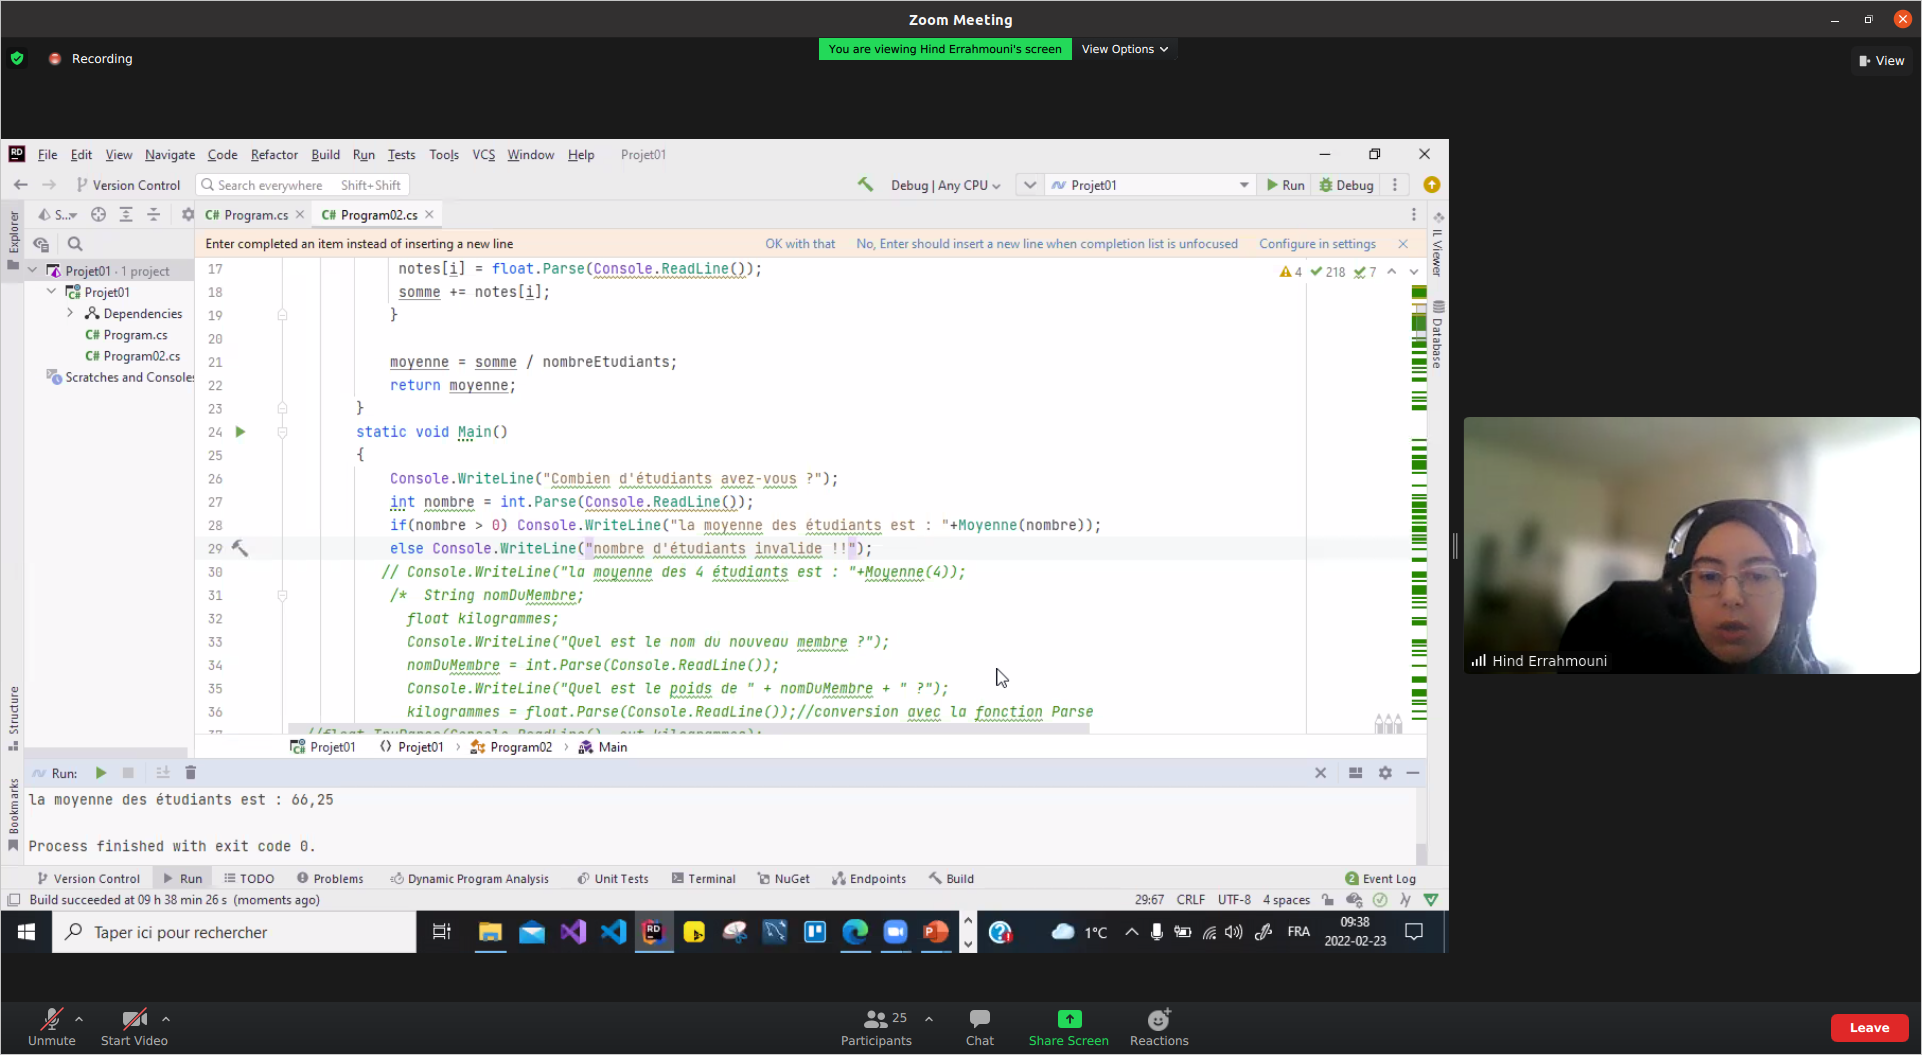 Zoom Meeting
Recording
You are viewing Hind Errahmouni's screen View Options
View
RD File Edit View Navigate Code Refactor Build Run Tests Tools VCS Window Help Projet01
Version Control Search everywhere Shift+Shift Debug | Any CPU Projet01 Run Debug
Explorer S... C# Program.cs C# Program02.cs
Enter completed an item instead of inserting a new line OK with that No, Enter should insert a new line when completion list is unfocused Configure in settings
Projet01 · 1 project
Projet01
Dependencies
C# Program.cs
C# Program02.cs
Scratches and Consoles
4 218 7
17 notes[i] = float.Parse(Console.ReadLine());
18 somme += notes[i];
19 }
20
21 moyenne = somme / nombreEtudiants;
22 return moyenne;
23 }
24 static void Main()
25 {
26 Console.WriteLine("Combien d'étudiants avez-vous ?");
27 int nombre = int.Parse(Console.ReadLine());
28 if(nombre > 0) Console.WriteLine("la moyenne des étudiants est : "+Moyenne(nombre));
29 else Console.WriteLine("nombre d'étudiants invalide !!");
30 // Console.WriteLine("la moyenne des 4 étudiants est : "+Moyenne(4));
31 /* String nomDuMembre;
32 float kilogrammes;
33 Console.WriteLine("Quel est le nom du nouveau membre ?");
34 nomDuMembre = int.Parse(Console.ReadLine());
35 Console.WriteLine("Quel est le poids de " + nomDuMembre + " ?");
36 kilogrammes = float.Parse(Console.ReadLine());//conversion avec la fonction Parse
IL Viewer
Database
Structure
Bookmarks
Projet01 Projet01 Program02 Main
Run:
la moyenne des étudiants est : 66,25
Process finished with exit code 0.
Version Control Run TODO Problems Dynamic Program Analysis Unit Tests Terminal NuGet Endpoints Build 2 Event Log
Build succeeded at 09 h 38 min 26 s (moments ago) 29:67 CRLF UTF-8 4 spaces
Taper ici pour rechercher
1°C FRA 09:38
2022-02-23
Hind Errahmouni
Unmute Start Video Participants 25 Chat Share Screen Reactions Leave